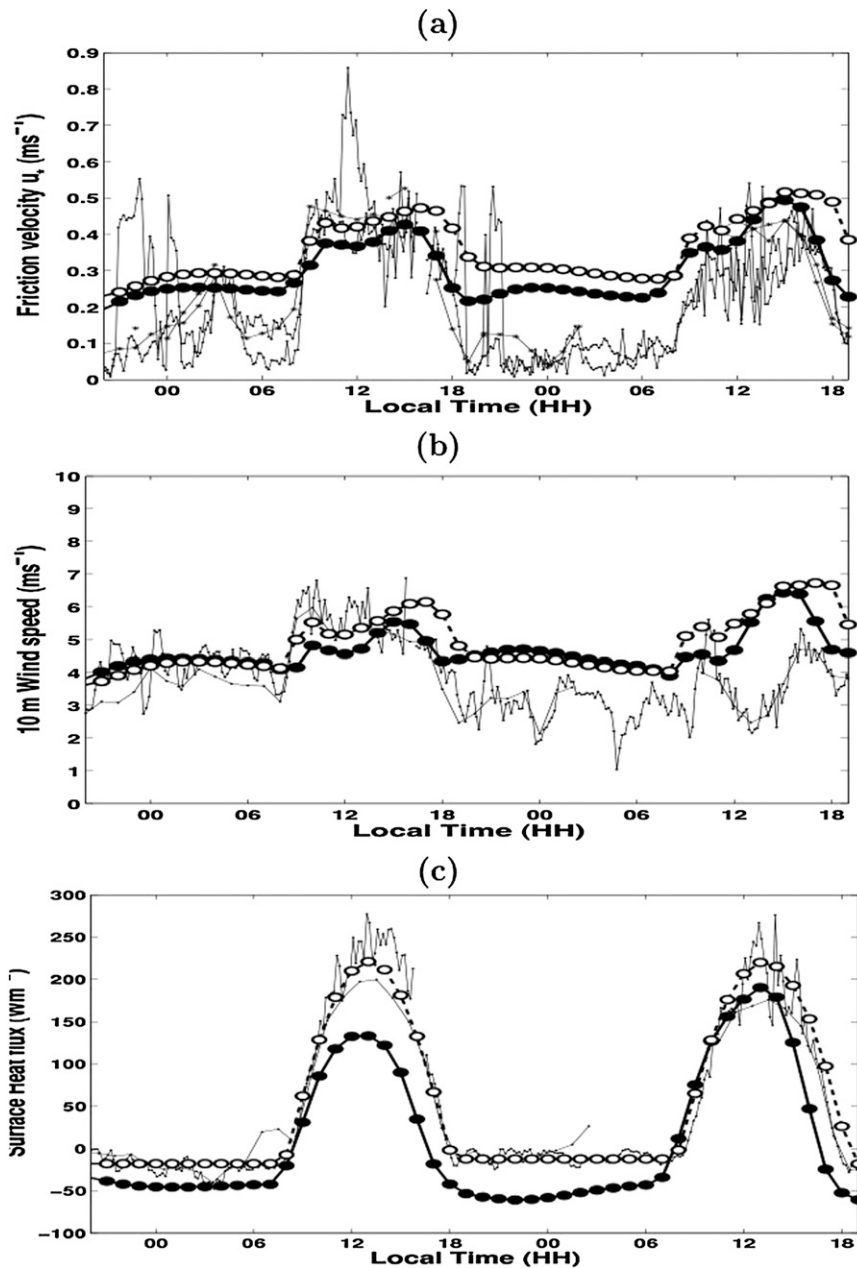 (a)
0.9
0.8
0.7
0.6
0.5
0.4
0.3
0.2
0.1
0
Friction velocity u* (ms⁻¹)
00 06 12 18 00 06 12 18
Local Time (HH)
(b)
10
9
8
7
6
5
4
3
2
1
0
10 m Wind speed (ms⁻¹)
00 06 12 18 00 06 12 18
Local Time (HH)
(c)
300
250
200
150
100
50
0
−50
−100
Surface Heat flux (wm⁻)
00 06 12 18 00 06 12 18
Local Time (HH)